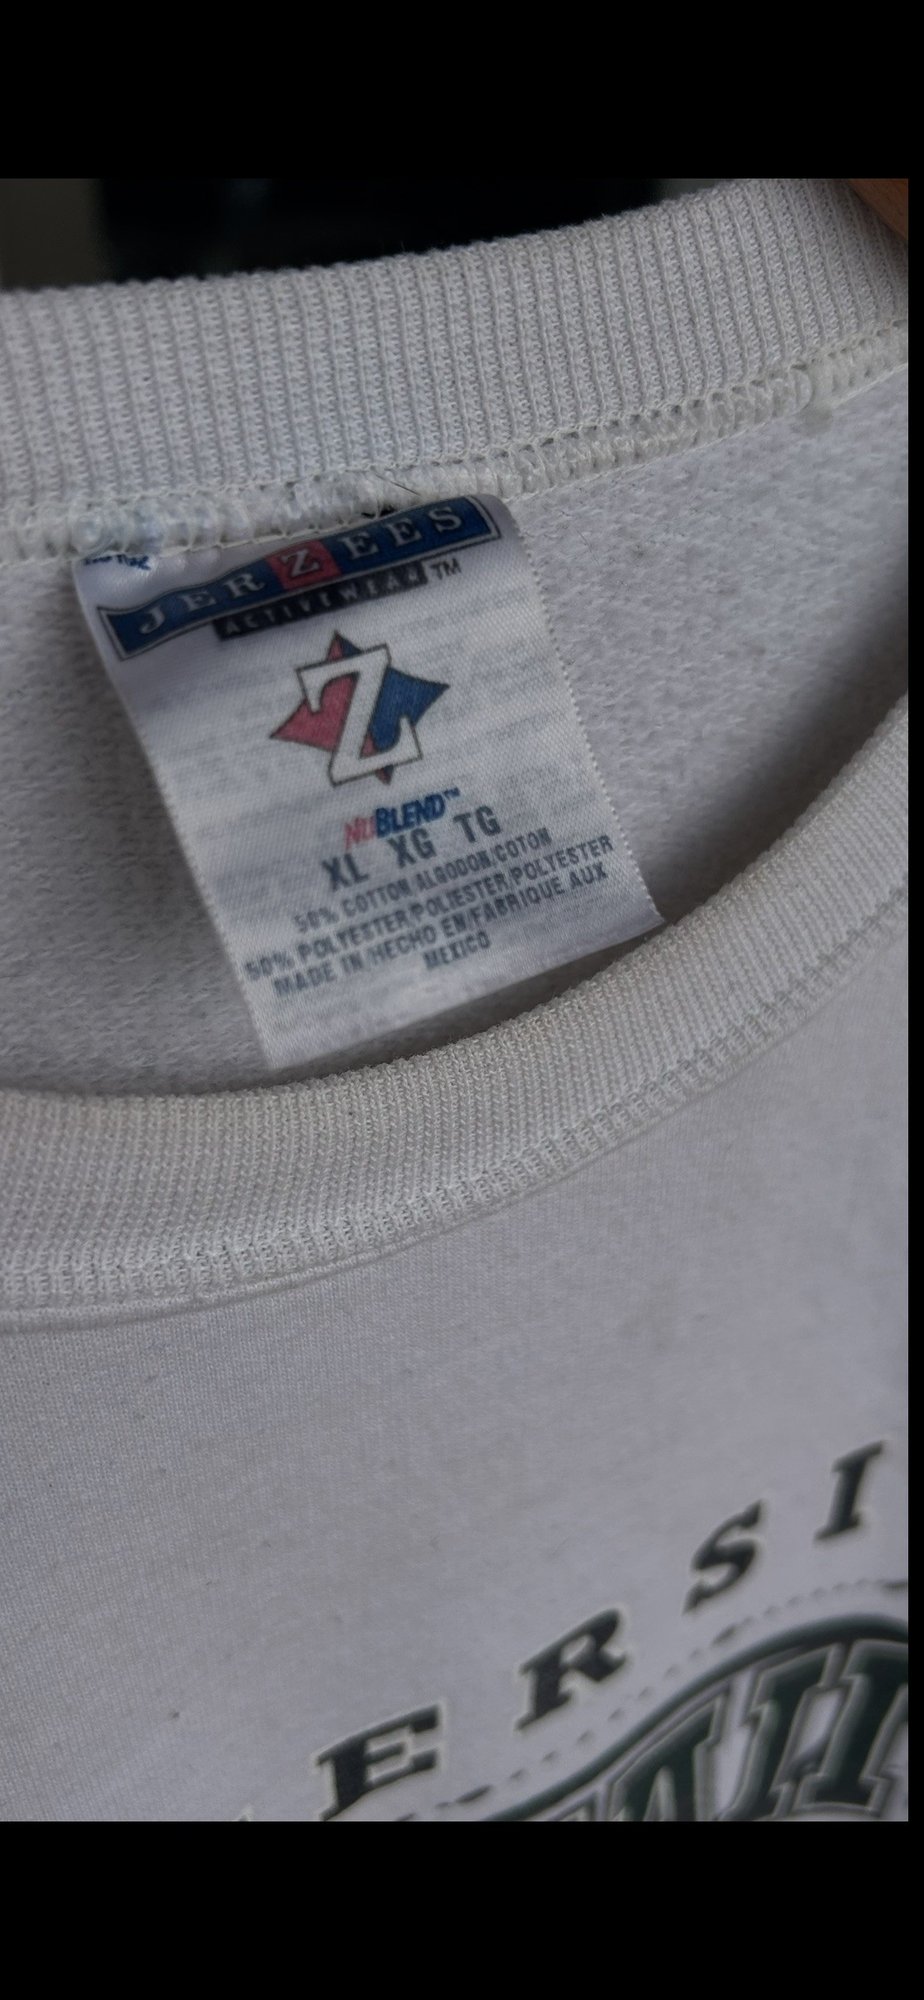 JERZEES
ACTIVEWEAR™
Z
NUBLEND™
XL XG TG
50% COTTON/ALGODON/COTON
50% POLYESTER/POLIESTER/POLYESTER
MADE IN/HECHO EN/FABRIQUE AUX
MEXICO
ERSI
AII